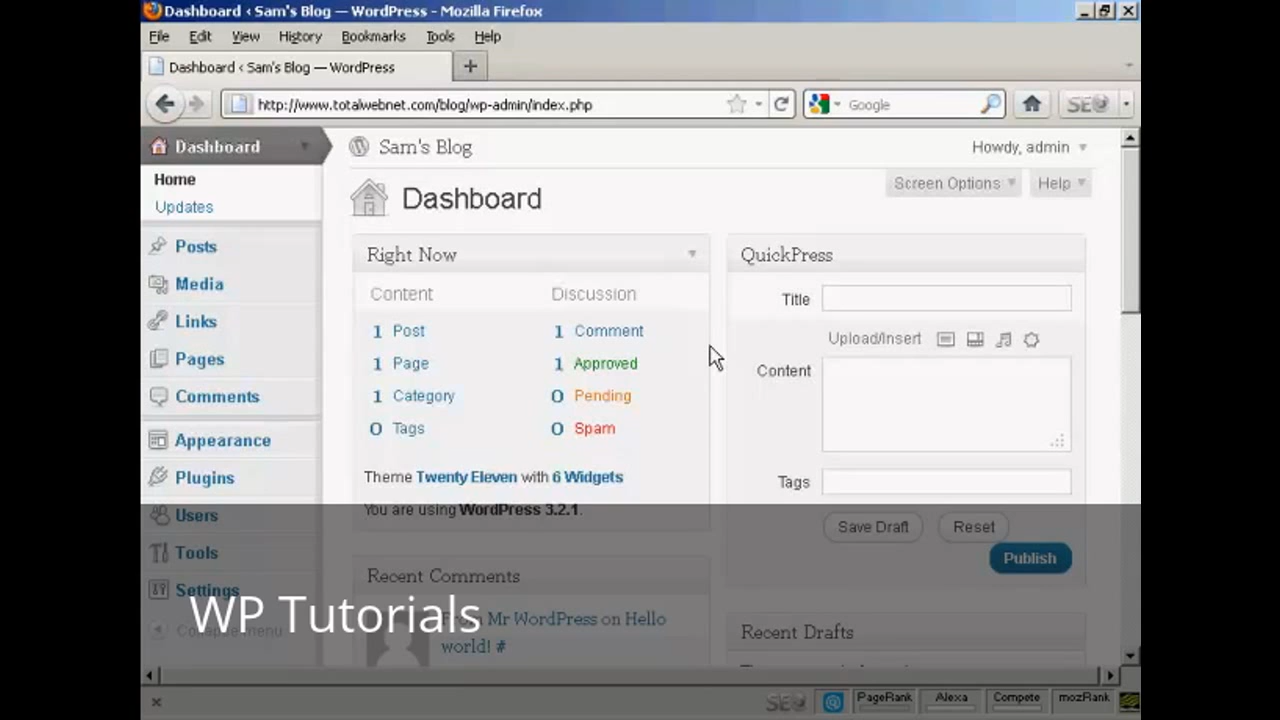 Dashboard ‹ Sam's Blog — WordPress - Mozilla Firefox
File Edit View History Bookmarks Tools Help
Dashboard ‹ Sam's Blog — WordPress
http://www.totalwebnet.com/blog/wp-admin/index.php
Google
SEO
Dashboard
Home
Updates
Posts
Media
Links
Pages
Comments
Appearance
Plugins
Users
Tools
Settings
Collapse menu
Sam's Blog
Howdy, admin
Screen Options
Help
Dashboard
Right Now
Content
Discussion
1 Post
1 Comment
1 Page
1 Approved
1 Category
0 Pending
0 Tags
0 Spam
Theme Twenty Eleven with 6 Widgets
You are using WordPress 3.2.1.
Recent Comments
From Mr WordPress on Hello
world! #
QuickPress
Title
Upload/Insert
Content
Tags
Save Draft
Reset
Publish
Recent Drafts
WP Tutorials
SEO
PageRank
Alexa
Compete
mozRank